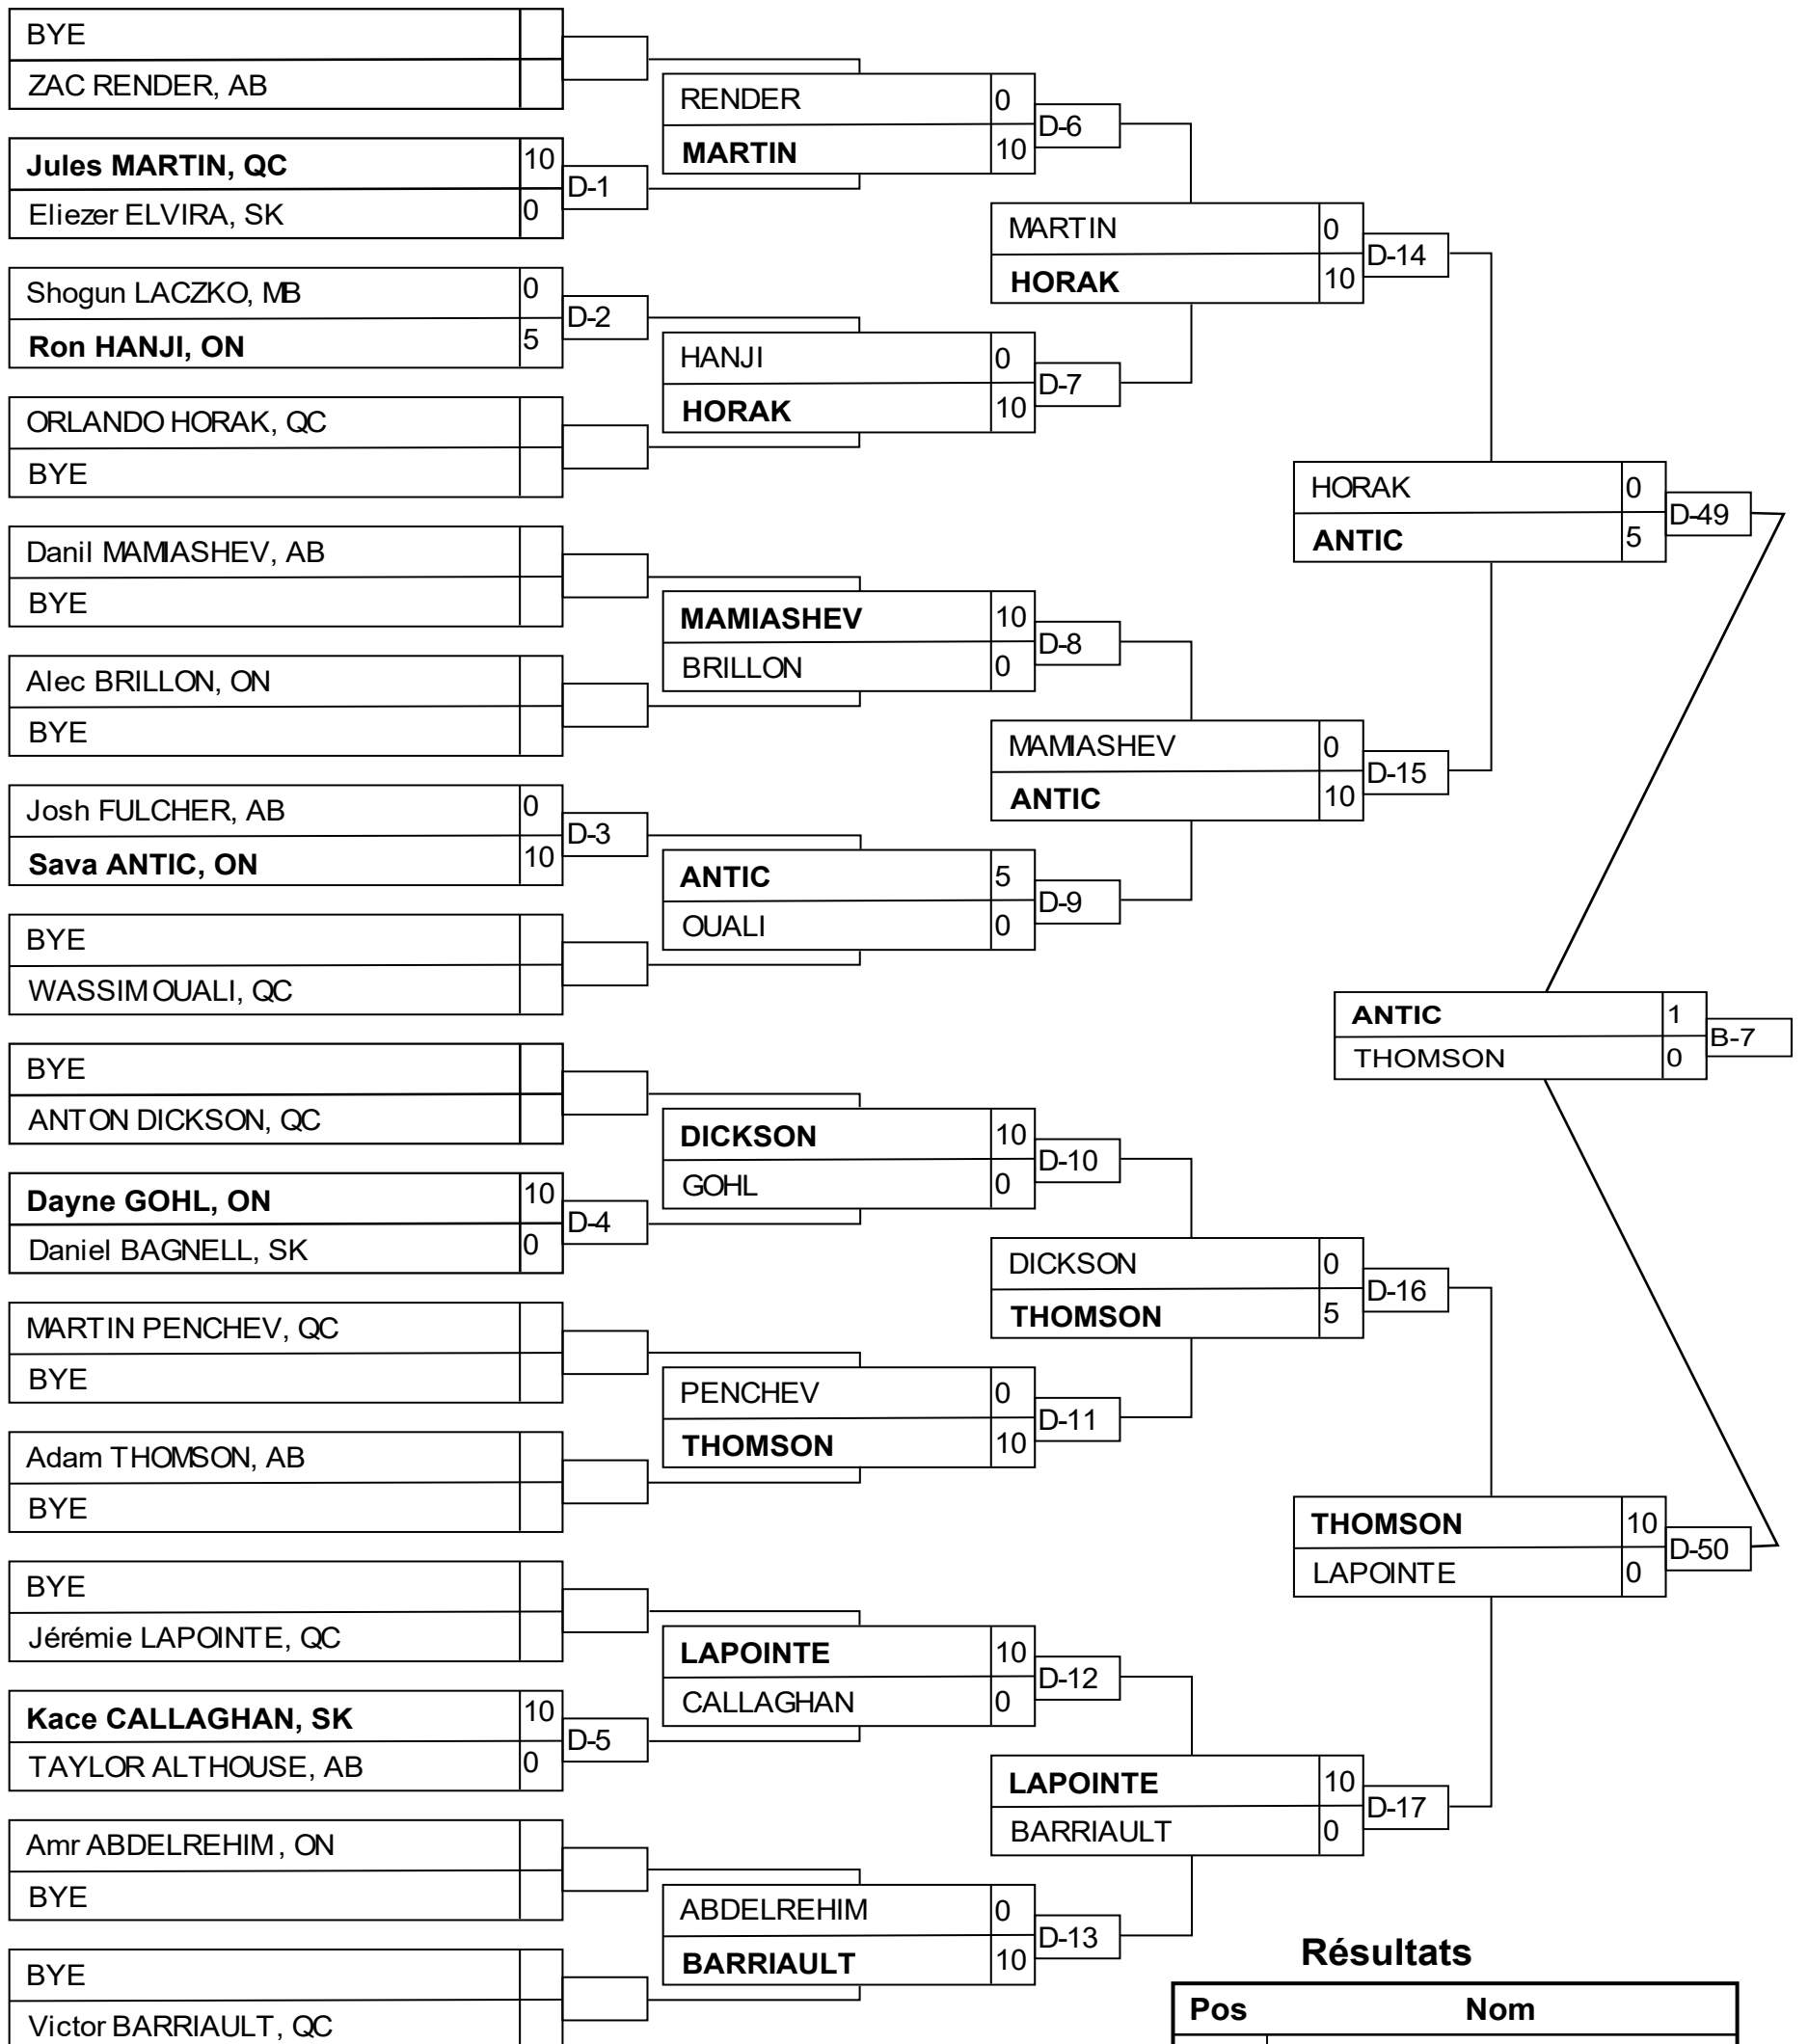 BYE
ZAC RENDER, AB
Jules MARTIN, QC 10
Eliezer ELVIRA, SK 0
D-1
Shogun LACZKO, MB 0
Ron HANJI, ON 5
D-2
ORLANDO HORAK, QC
BYE
Danil MAMIASHEV, AB
BYE
Alec BRILLON, ON
BYE
Josh FULCHER, AB 0
Sava ANTIC, ON 10
D-3
BYE
WASSIM OUALI, QC
BYE
ANTON DICKSON, QC
Dayne GOHL, ON 10
Daniel BAGNELL, SK 0
D-4
MARTIN PENCHEV, QC
BYE
Adam THOMSON, AB
BYE
BYE
Jérémie LAPOINTE, QC
Kace CALLAGHAN, SK 10
TAYLOR ALTHOUSE, AB 0
D-5
Amr ABDELREHIM, ON
BYE
BYE
Victor BARRIAULT, QC
RENDER 0
MARTIN 10
D-6
HANJI 0
HORAK 10
D-7
MAMIASHEV 10
BRILLON 0
D-8
ANTIC 5
OUALI 0
D-9
DICKSON 10
GOHL 0
D-10
PENCHEV 0
THOMSON 10
D-11
LAPOINTE 10
CALLAGHAN 0
D-12
ABDELREHIM 0
BARRIAULT 10
D-13
MARTIN 0
HORAK 10
D-14
MAMIASHEV 0
ANTIC 10
D-15
DICKSON 0
THOMSON 5
D-16
LAPOINTE 10
BARRIAULT 0
D-17
HORAK 0
ANTIC 5
D-49
THOMSON 10
LAPOINTE 0
D-50
ANTIC 1
THOMSON 0
B-7
Résultats
Pos Nom